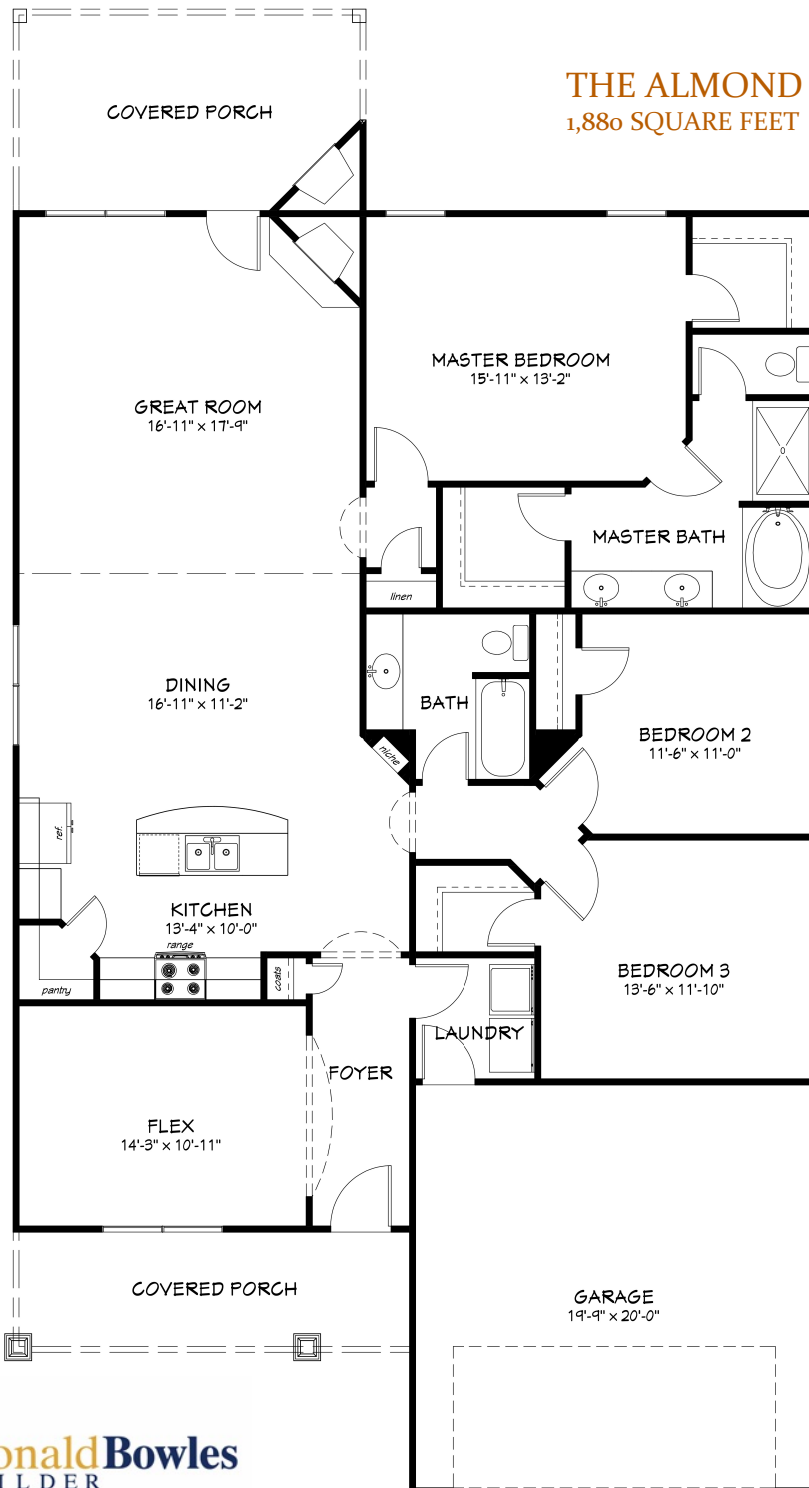 THE ALMOND
1,880 SQUARE FEET
COVERED PORCH
MASTER BEDROOM
15'-11" x 13'-2"
GREAT ROOM
16'-11" x 17'-9"
MASTER BATH
linen
DINING
16'-11" x 11'-2"
BATH
niche
BEDROOM 2
11'-6" x 11'-0"
ref.
KITCHEN
13'-4" x 10'-0"
range
pantry
coats
BEDROOM 3
13'-6" x 11'-10"
LAUNDRY
FOYER
FLEX
14'-3" x 10'-11"
COVERED PORCH
GARAGE
19'-9" x 20'-0"
onaldBowles
ILDER